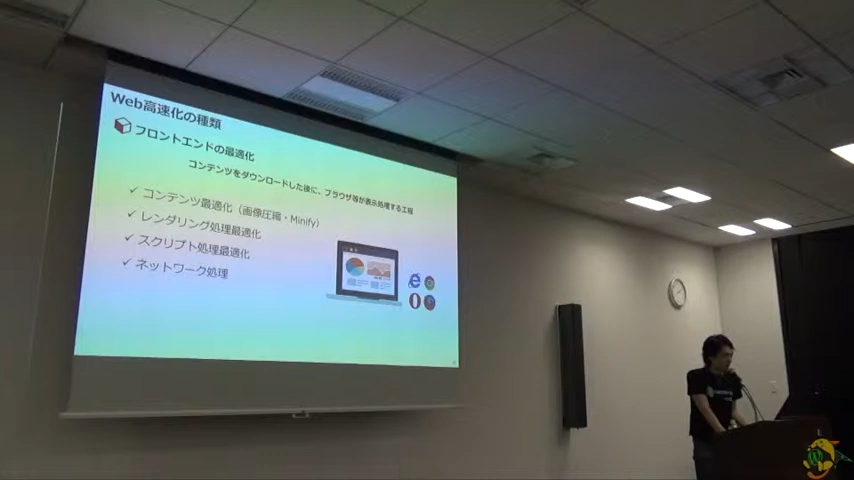 Web高速化の種類
フロントエンドの最適化
コンテンツをダウンロードした後に、ブラウザ等が表示処理する工程
✓ コンテンツ最適化（画像圧縮・Minify）
✓ レンダリング処理最適化
✓ スクリプト処理最適化
✓ ネットワーク処理